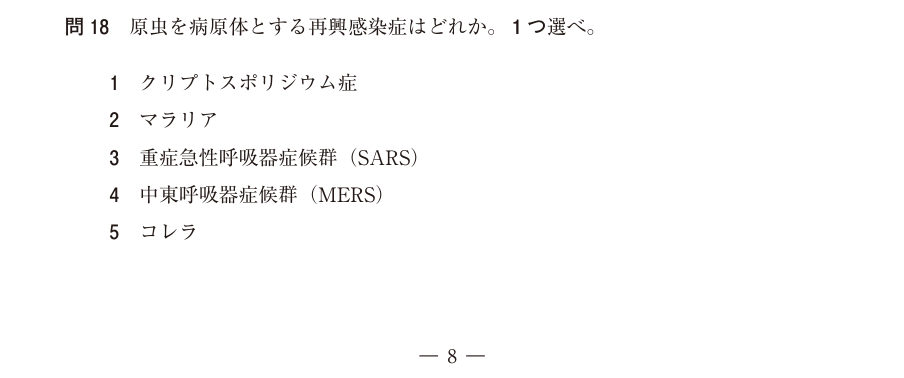 問 18 原虫を病原体とする再興感染症はどれか。1つ選べ。
1 クリプトスポリジウム症
2 マラリア
3 重症急性呼吸器症候群（SARS）
4 中東呼吸器症候群（MERS）
5 コレラ
― 8 ―